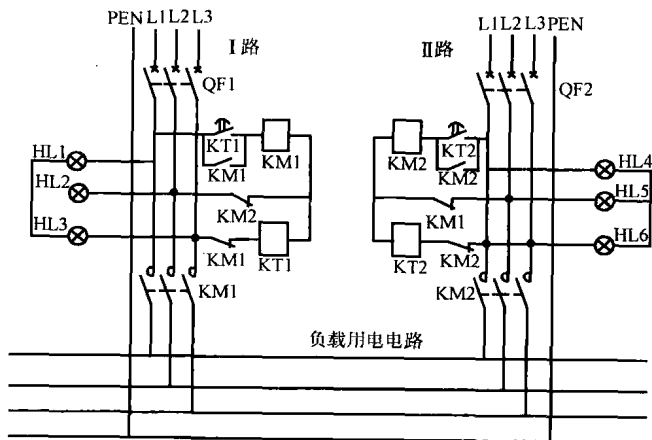 PEN L1 L2 L3
I路
QF1
KT1
KM1
KM1
HL1
HL2
KM2
HL3
KM1
KT1
KM1
L1 L2 L3 PEN
II路
QF2
KM2
KT2
KM2
HL4
HL5
KM1
HL6
KT2
KM2
KM2
负载用电电路